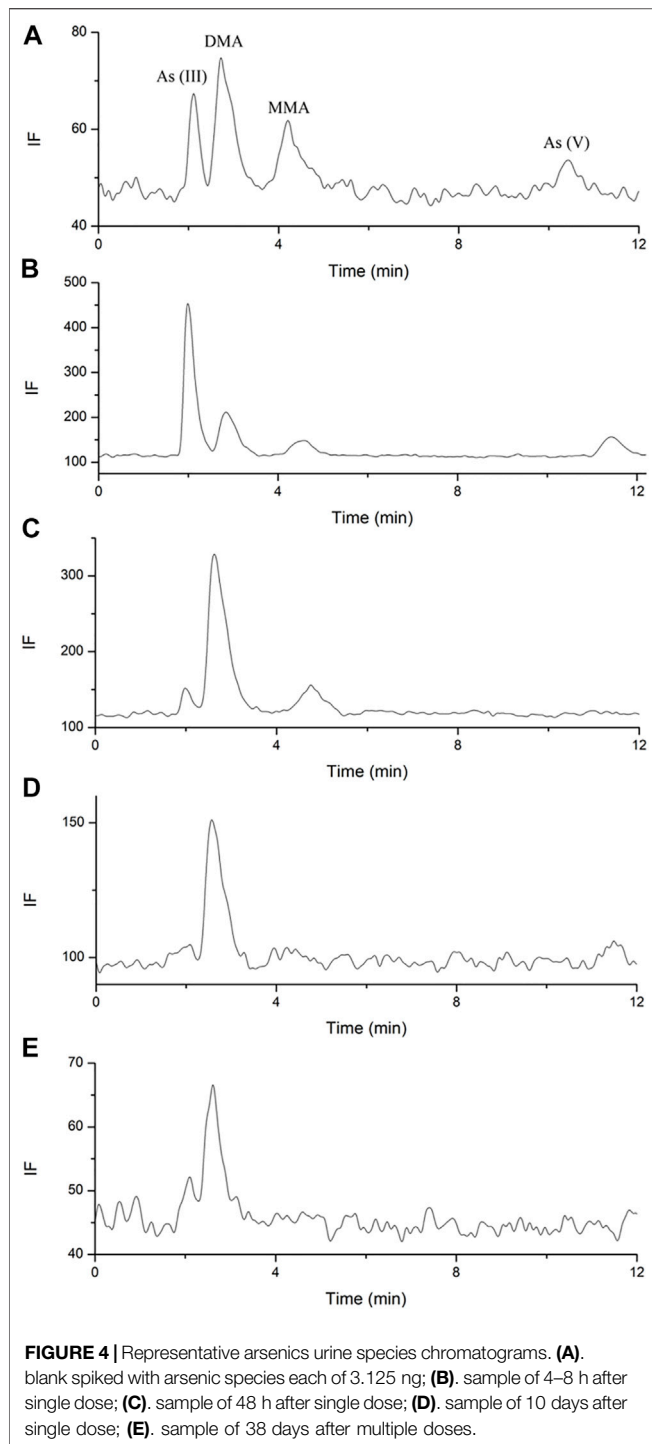 A
80
60
40
IF
As (III)
DMA
MMA
As (V)
0 4 8 12
Time (min)
B
500
400
300
200
100
IF
0 4 8 12
Time (min)
C
300
200
100
IF
0 4 8 12
Time (min)
D
150
100
IF
0 4 8 12
Time (min)
E
70
60
50
40
IF
0 4 8 12
Time (min)
FIGURE 4 | Representative arsenics urine species chromatograms. (A).
blank spiked with arsenic species each of 3.125 ng; (B). sample of 4–8 h after
single dose; (C). sample of 48 h after single dose; (D). sample of 10 days after
single dose; (E). sample of 38 days after multiple doses.